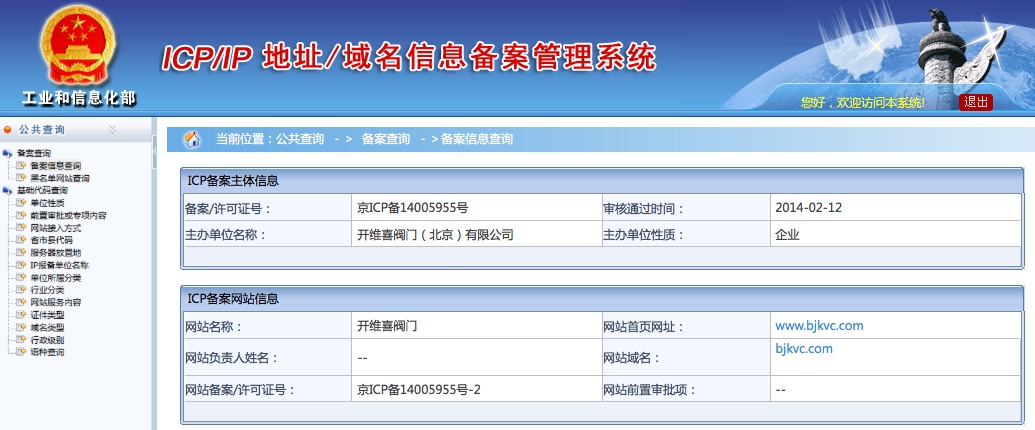 工业和信息化部
ICP/IP 地址/域名信息备案管理系统
您好，欢迎访问本系统!
退出
公共查询
备案查询
备案信息查询
黑名单网站查询
基础代码查询
单位性质
前置审批或专项内容
网站接入方式
省市县代码
服务器放置地
IP报备单位名称
单位所属分类
行业分类
网站服务内容
证件类型
域名类型
行政级别
语种查询
当前位置：公共查询 -> 备案查询 ->备案信息查询
ICP备案主体信息
备案/许可证号： 京ICP备14005955号 审核通过时间： 2014-02-12
主办单位名称： 开维喜阀门（北京）有限公司 主办单位性质： 企业
ICP备案网站信息
网站名称： 开维喜阀门 网站首页网址： www.bjkvc.com
网站负责人姓名： -- 网站域名： bjkvc.com
网站备案/许可证号： 京ICP备14005955号-2 网站前置审批项： --